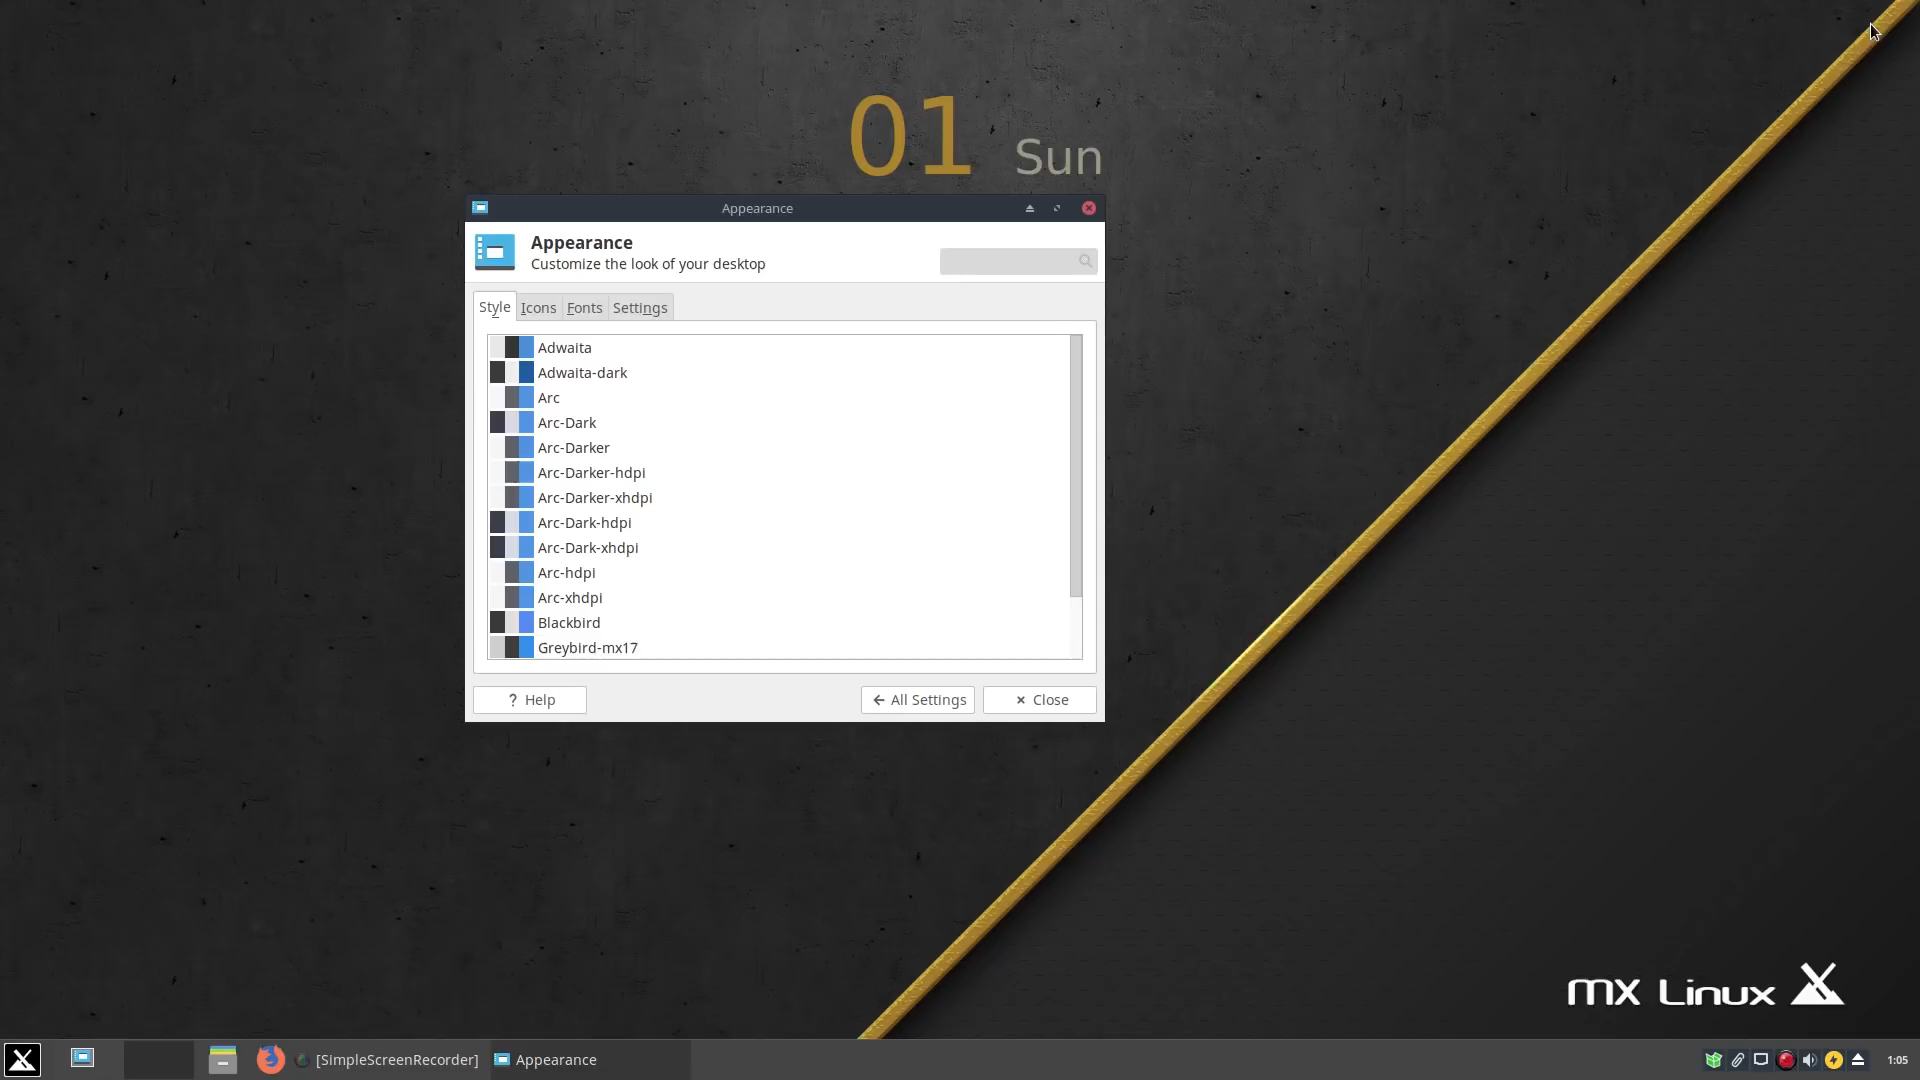 01 Sun
Appearance
Appearance
Customize the look of your desktop
Style Icons Fonts Settings
Adwaita
Adwaita-dark
Arc
Arc-Dark
Arc-Darker
Arc-Darker-hdpi
Arc-Darker-xhdpi
Arc-Dark-hdpi
Arc-Dark-xhdpi
Arc-hdpi
Arc-xhdpi
Blackbird
Greybird-mx17
? Help
All Settings
Close
mx Linux
[SimpleScreenRecorder] Appearance 1:05